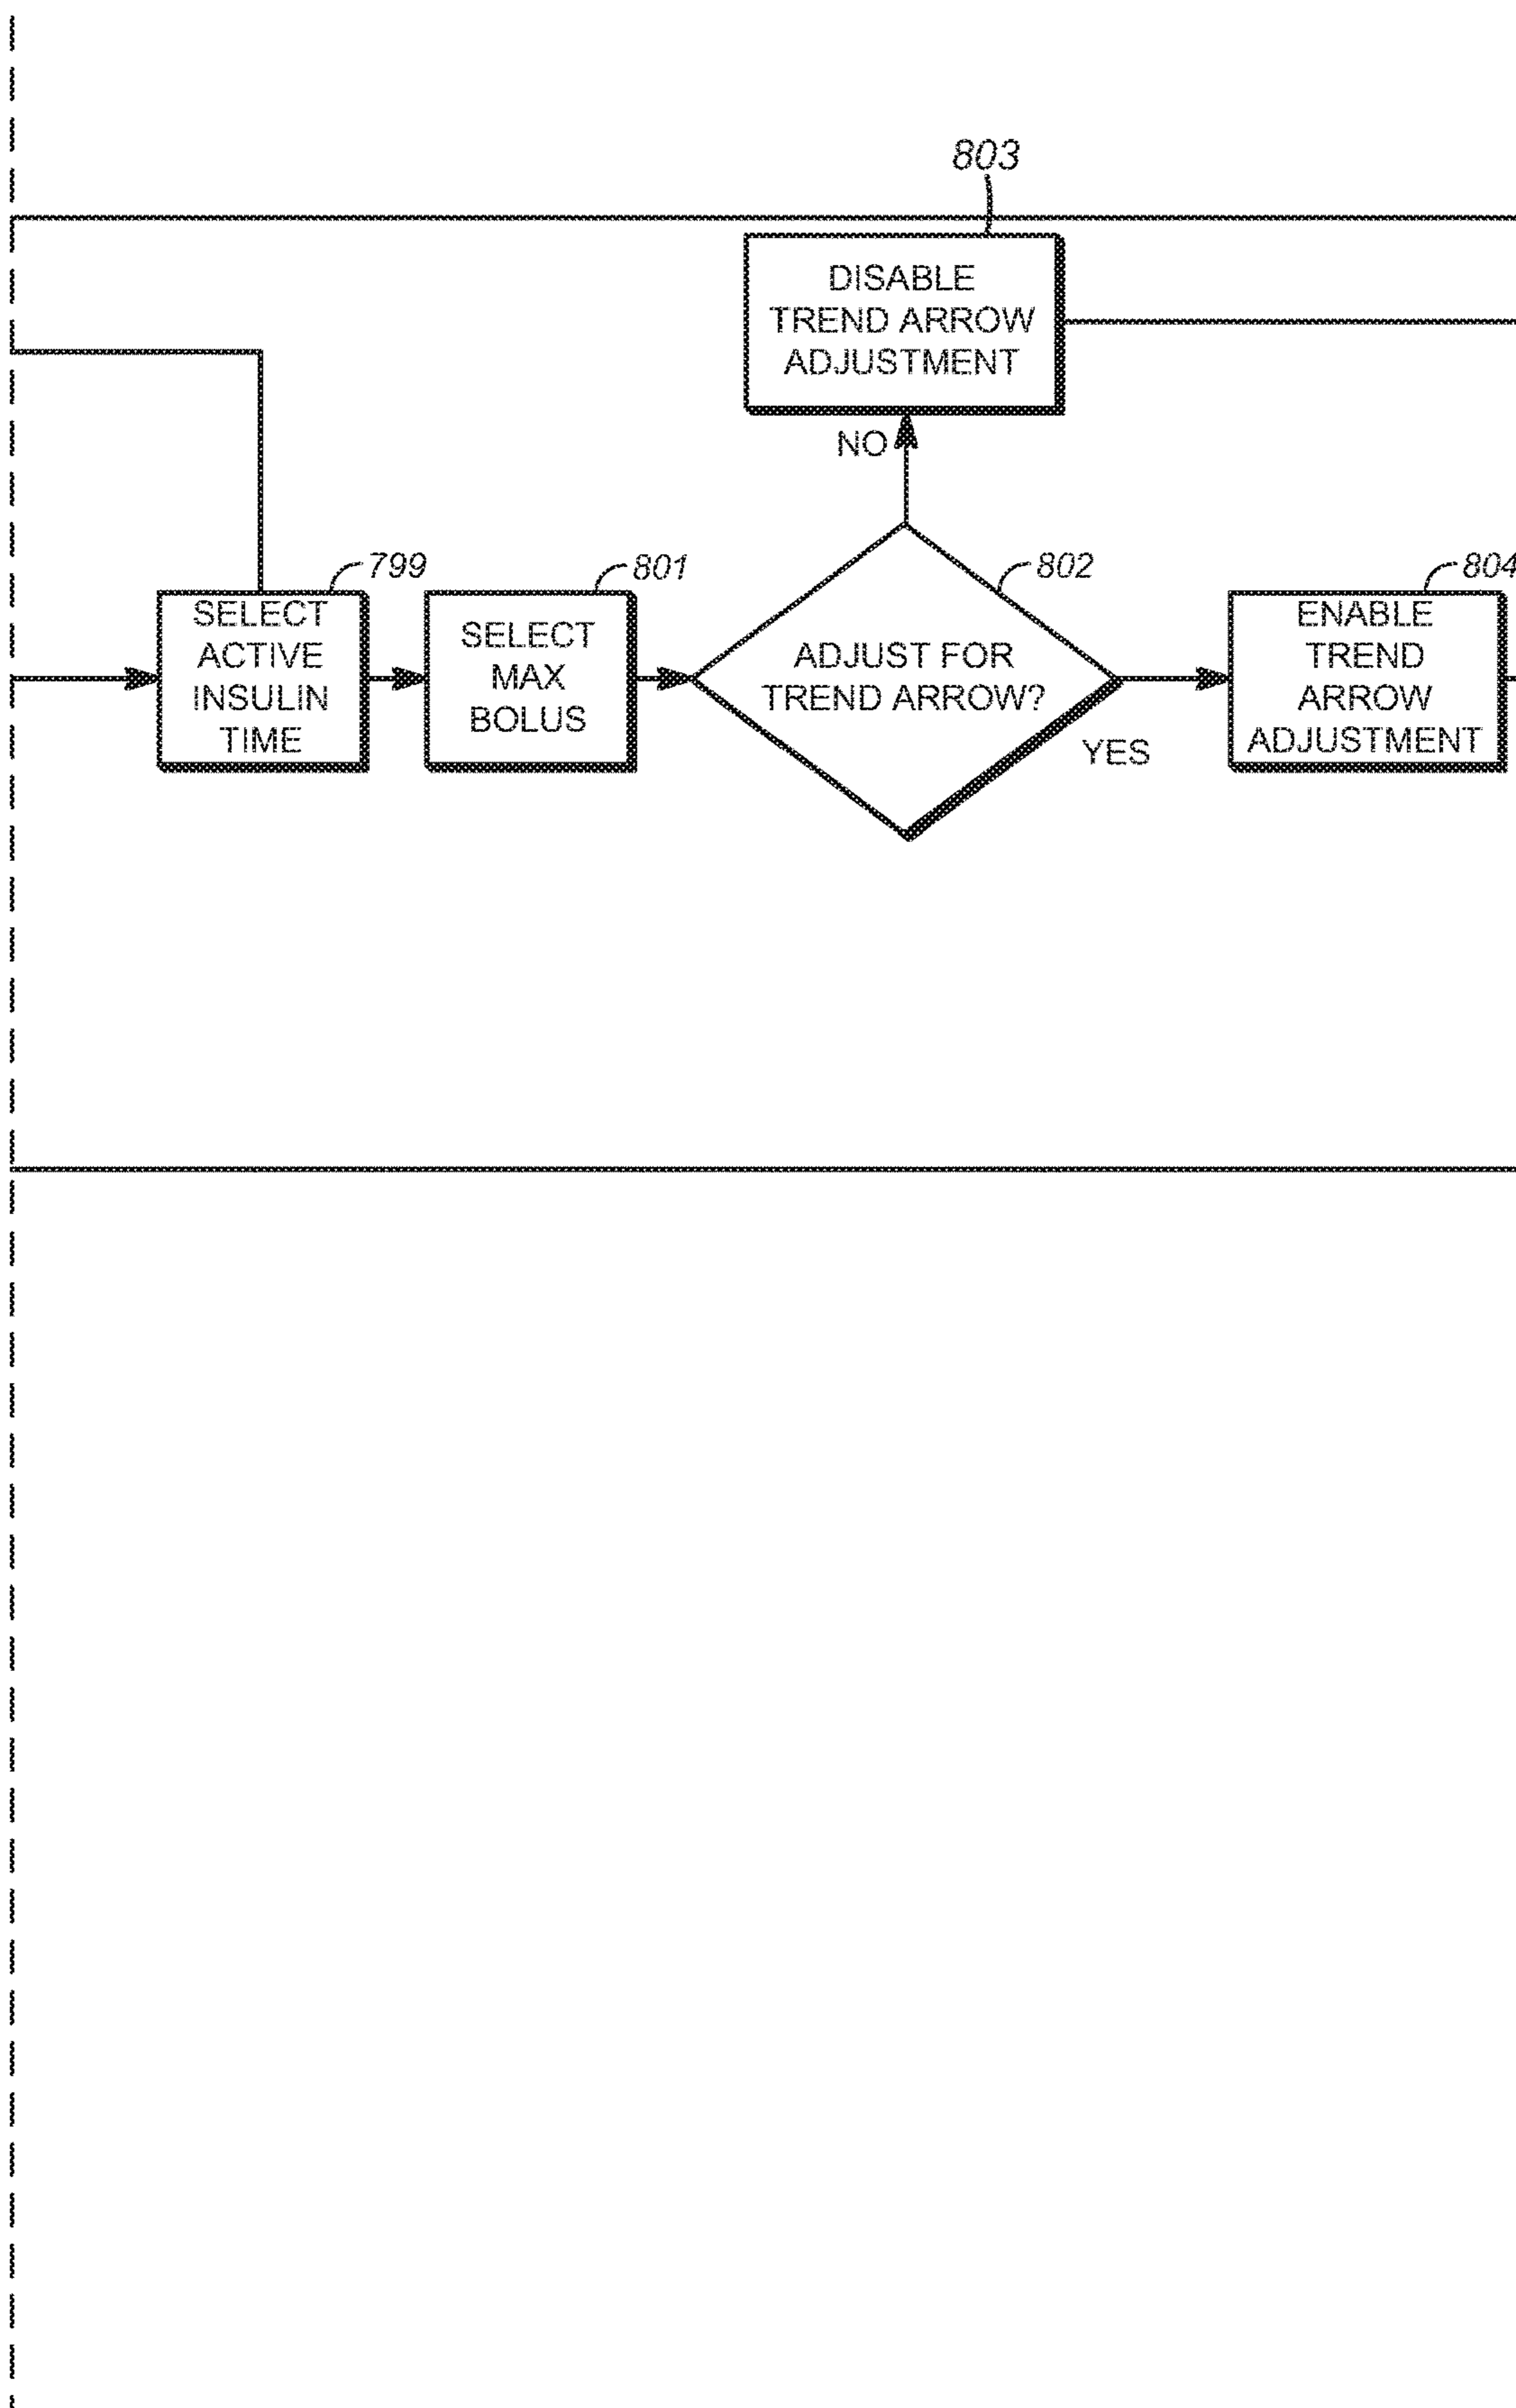 803
DISABLE
TREND ARROW
ADJUSTMENT
NO
799
SELECT
ACTIVE
INSULIN
TIME
801
SELECT
MAX
BOLUS
802
ADJUST FOR
TREND ARROW?
YES
804
ENABLE
TREND
ARROW
ADJUSTMENT